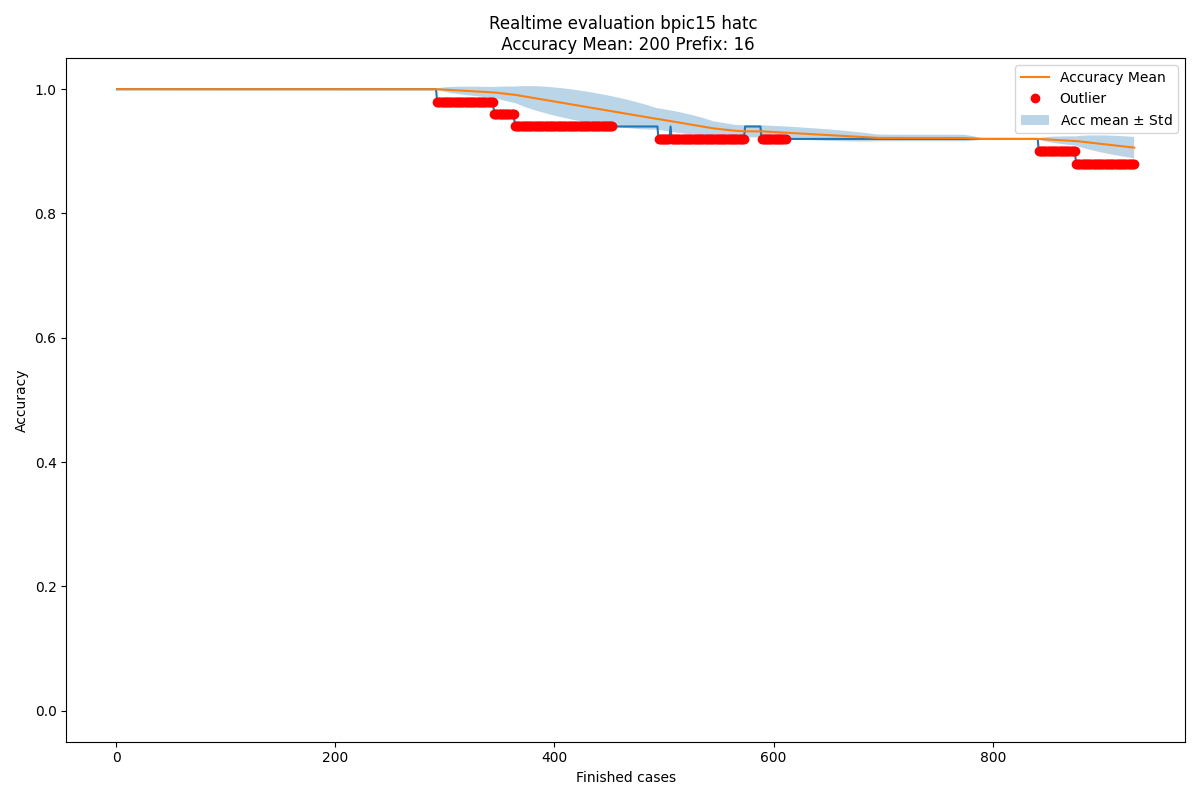 Realtime evaluation bpic15 hatc
Accuracy Mean: 200 Prefix: 16
Accuracy Mean
Outlier
Acc mean ± Std
1.0
0.8
0.6
0.4
0.2
0.0
Accuracy
0 200 400 600 800
Finished cases